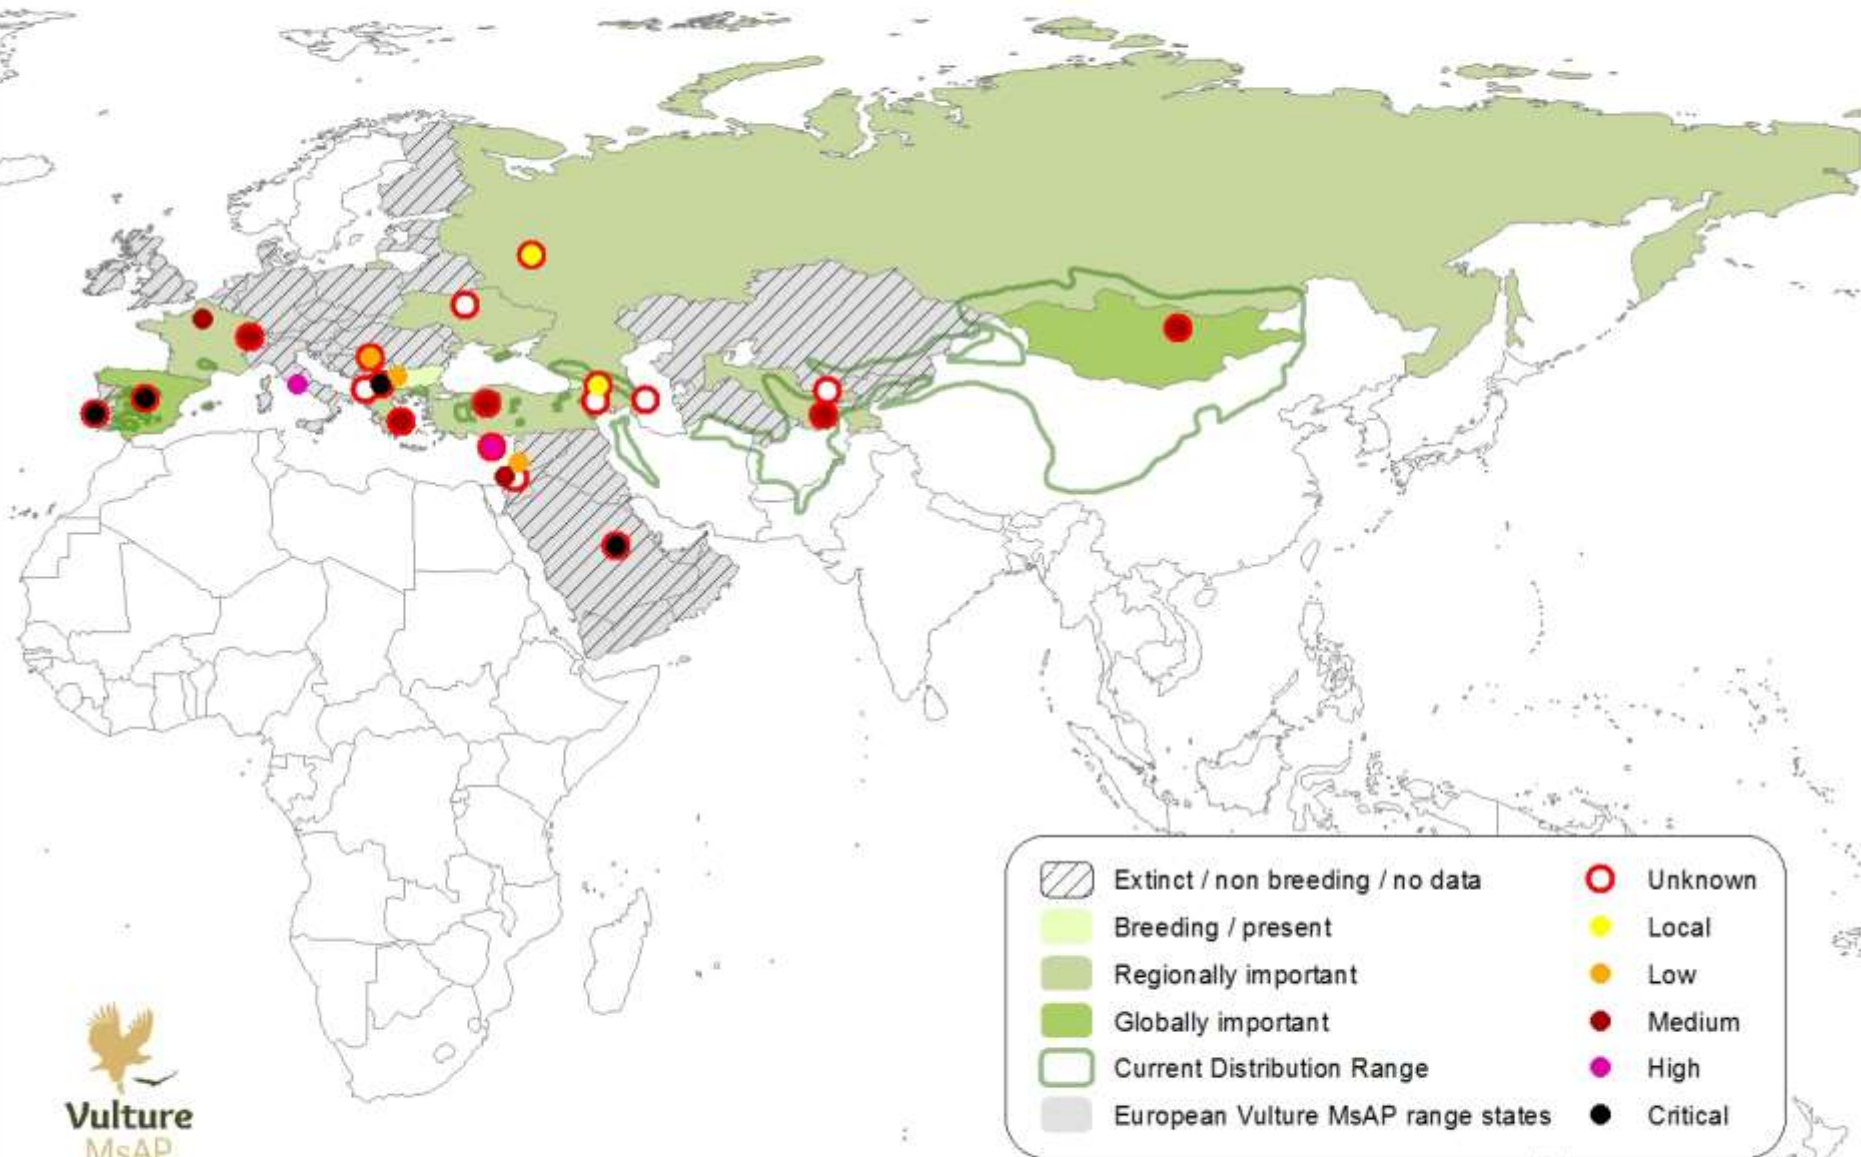 Extinct / non breeding / no data
Breeding / present
Regionally important
Globally important
Current Distribution Range
European Vulture MsAP range states
Unknown
Local
Low
Medium
High
Critical
Vulture
MsAP